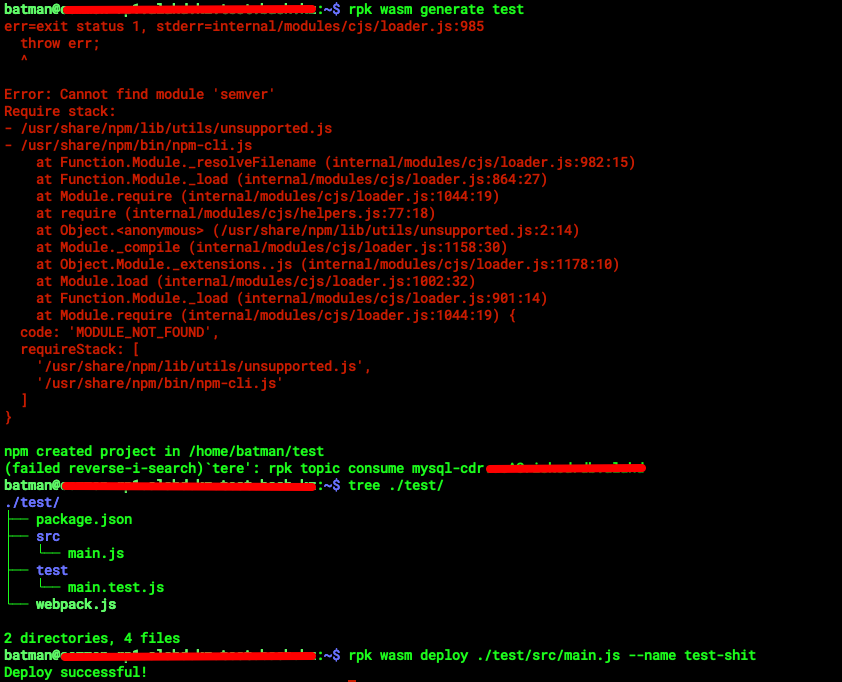 batman@:~$ rpk wasm generate test
err=exit status 1, stderr=internal/modules/cjs/loader.js:985
  throw err;
  ^
Error: Cannot find module 'semver'
Require stack:
- /usr/share/npm/lib/utils/unsupported.js
- /usr/share/npm/bin/npm-cli.js
    at Function.Module._resolveFilename (internal/modules/cjs/loader.js:982:15)
    at Function.Module._load (internal/modules/cjs/loader.js:864:27)
    at Module.require (internal/modules/cjs/loader.js:1044:19)
    at require (internal/modules/cjs/helpers.js:77:18)
    at Object.<anonymous> (/usr/share/npm/lib/utils/unsupported.js:2:14)
    at Module._compile (internal/modules/cjs/loader.js:1158:30)
    at Object.Module._extensions..js (internal/modules/cjs/loader.js:1178:10)
    at Module.load (internal/modules/cjs/loader.js:1002:32)
    at Function.Module._load (internal/modules/cjs/loader.js:901:14)
    at Module.require (internal/modules/cjs/loader.js:1044:19) {
  code: 'MODULE_NOT_FOUND',
  requireStack: [
    '/usr/share/npm/lib/utils/unsupported.js',
    '/usr/share/npm/bin/npm-cli.js'
  ]
}
npm created project in /home/batman/test
(failed reverse-i-search)`tere': rpk topic consume mysql-cdr
batman@:~$ tree ./test/
./test/
├── package.json
├── src
│   └── main.js
├── test
│   └── main.test.js
└── webpack.js
2 directories, 4 files
batman@:~$ rpk wasm deploy ./test/src/main.js --name test-shit
Deploy successful!